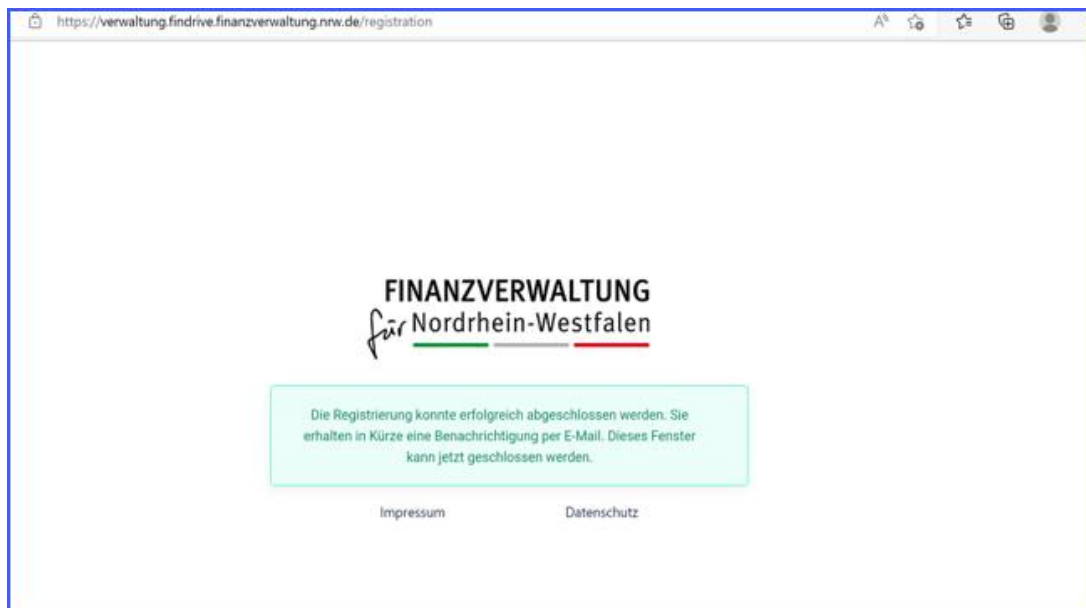 https://verwaltung.findrive.finanzverwaltung.nrw.de/registration
FINANZVERWALTUNG
für Nordrhein-Westfalen
Die Registrierung konnte erfolgreich abgeschlossen werden. Sie
erhalten in Kürze eine Benachrichtigung per E-Mail. Dieses Fenster
kann jetzt geschlossen werden.
Impressum Datenschutz